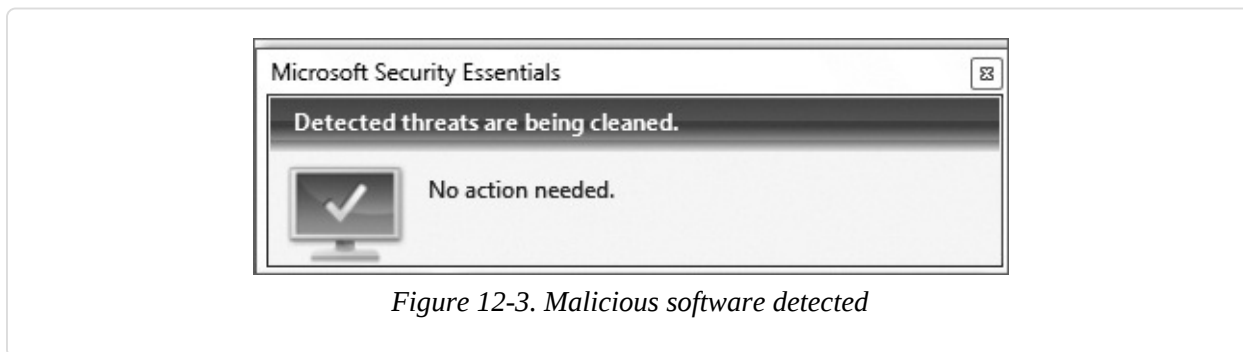 Microsoft Security Essentials
Detected threats are being cleaned.
No action needed.
Figure 12-3. Malicious software detected